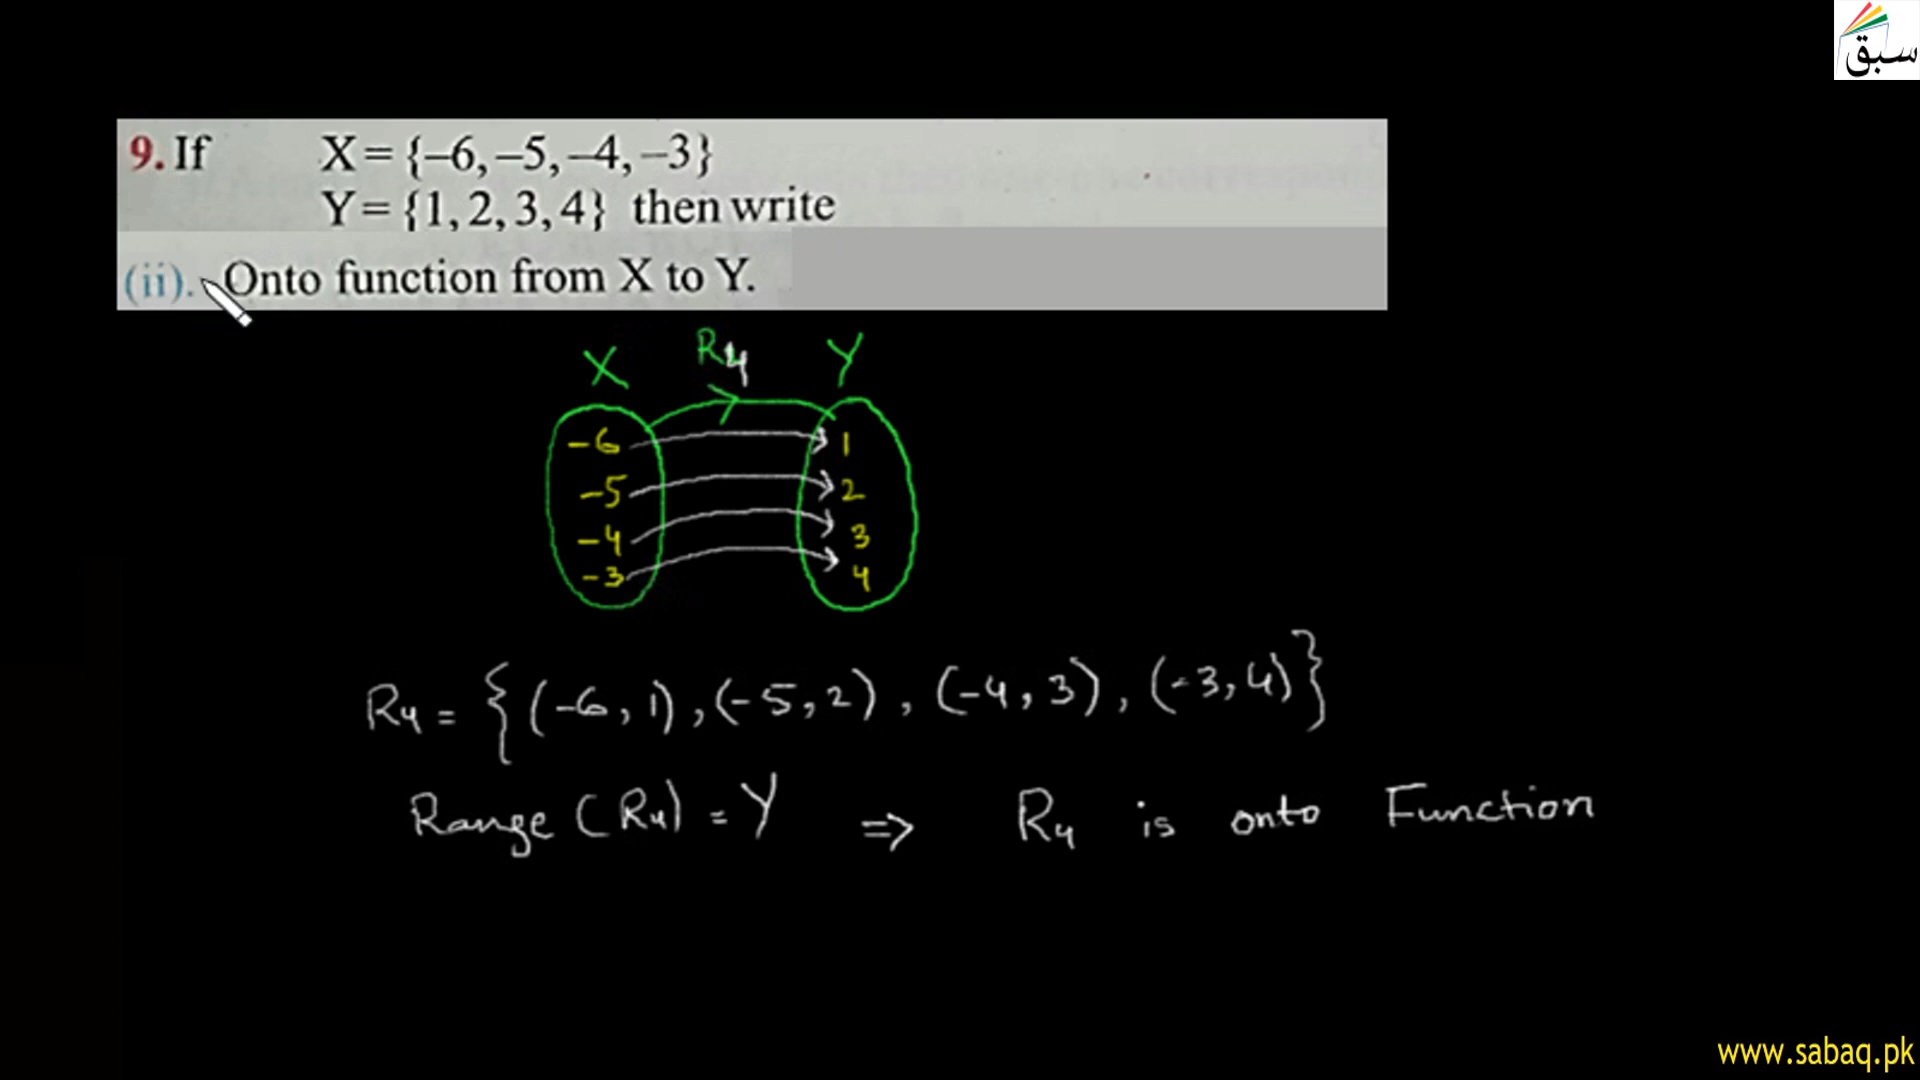 سبق
9. If X = {–6, –5, –4, –3}
Y = {1, 2, 3, 4} then write
(ii). Onto function from X to Y.
X R4 Y
-6 1
-5 2
-4 3
-3 4
R4 = {(-6, 1), (-5, 2), (-4, 3), (-3, 4)}
Range (R4) = Y ⇒ R4 is onto Function
www.sabaq.pk